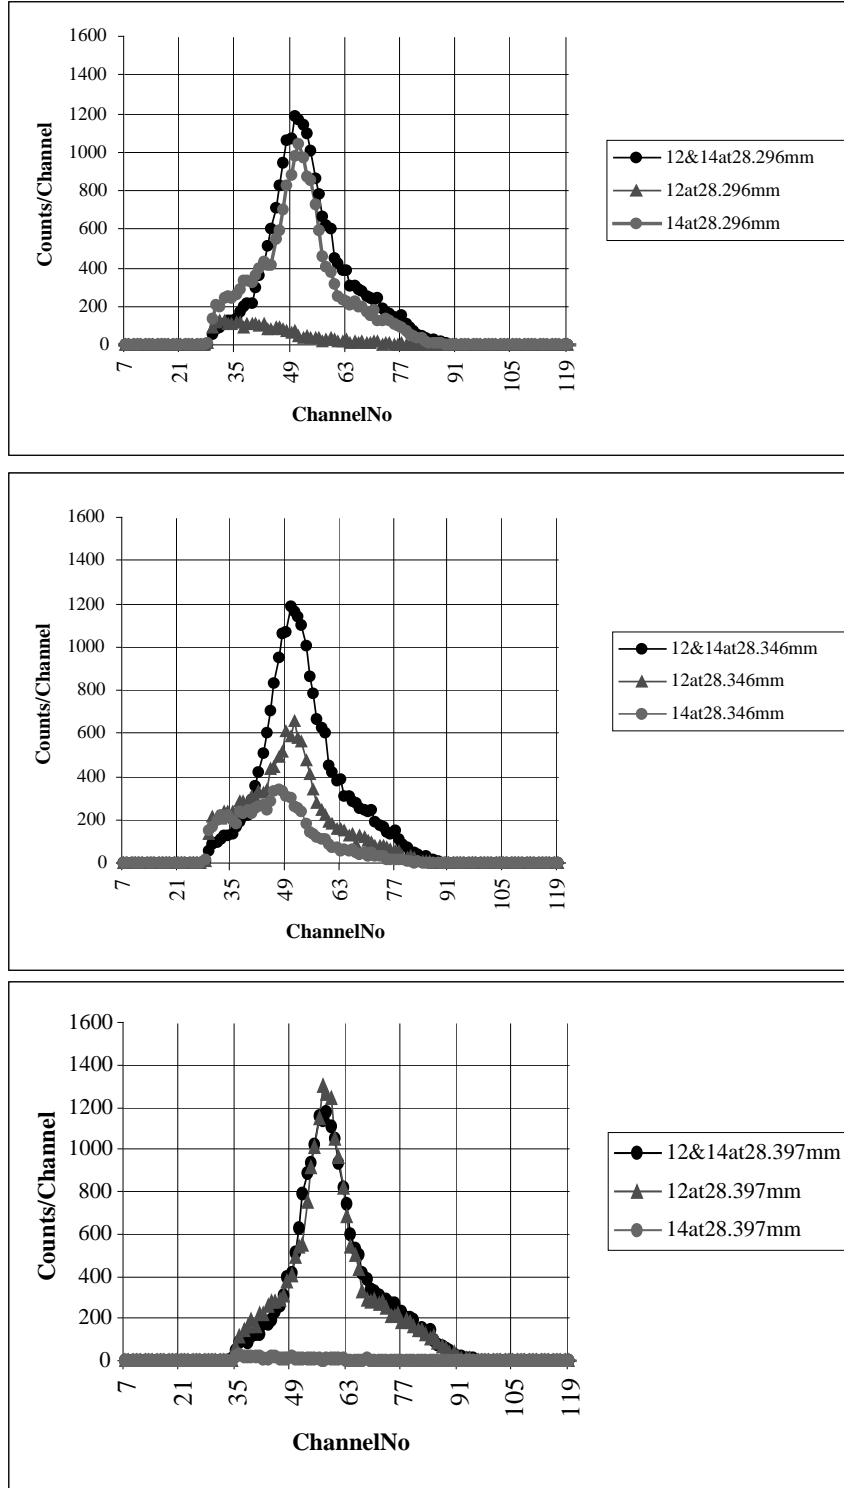 1600
1400
1200
1000
800
600
400
200
0
Counts/Channel
7 21 35 49 63 77 91 105 119
ChannelNo
12&14at28.296mm
12at28.296mm
14at28.296mm
1600
1400
1200
1000
800
600
400
200
0
Counts/Channel
7 21 35 49 63 77 91 105 119
ChannelNo
12&14at28.346mm
12at28.346mm
14at28.346mm
1600
1400
1200
1000
800
600
400
200
0
Counts/Channel
7 21 35 49 63 77 91 105 119
ChannelNo
12&14at28.397mm
12at28.397mm
14at28.397mm